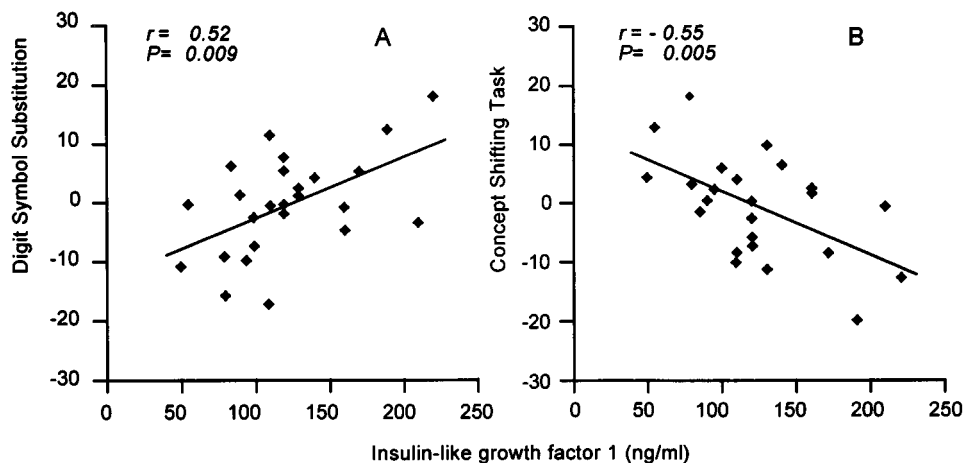 r = 0.52
P= 0.009
A
Digit Symbol Substitution
30
20
10
0
-10
-20
-30
0 50 100 150 200 250
r = - 0.55
P= 0.005
B
Concept Shifting Task
30
20
10
0
-10
-20
-30
0 50 100 150 200 250
Insulin-like growth factor 1 (ng/ml)